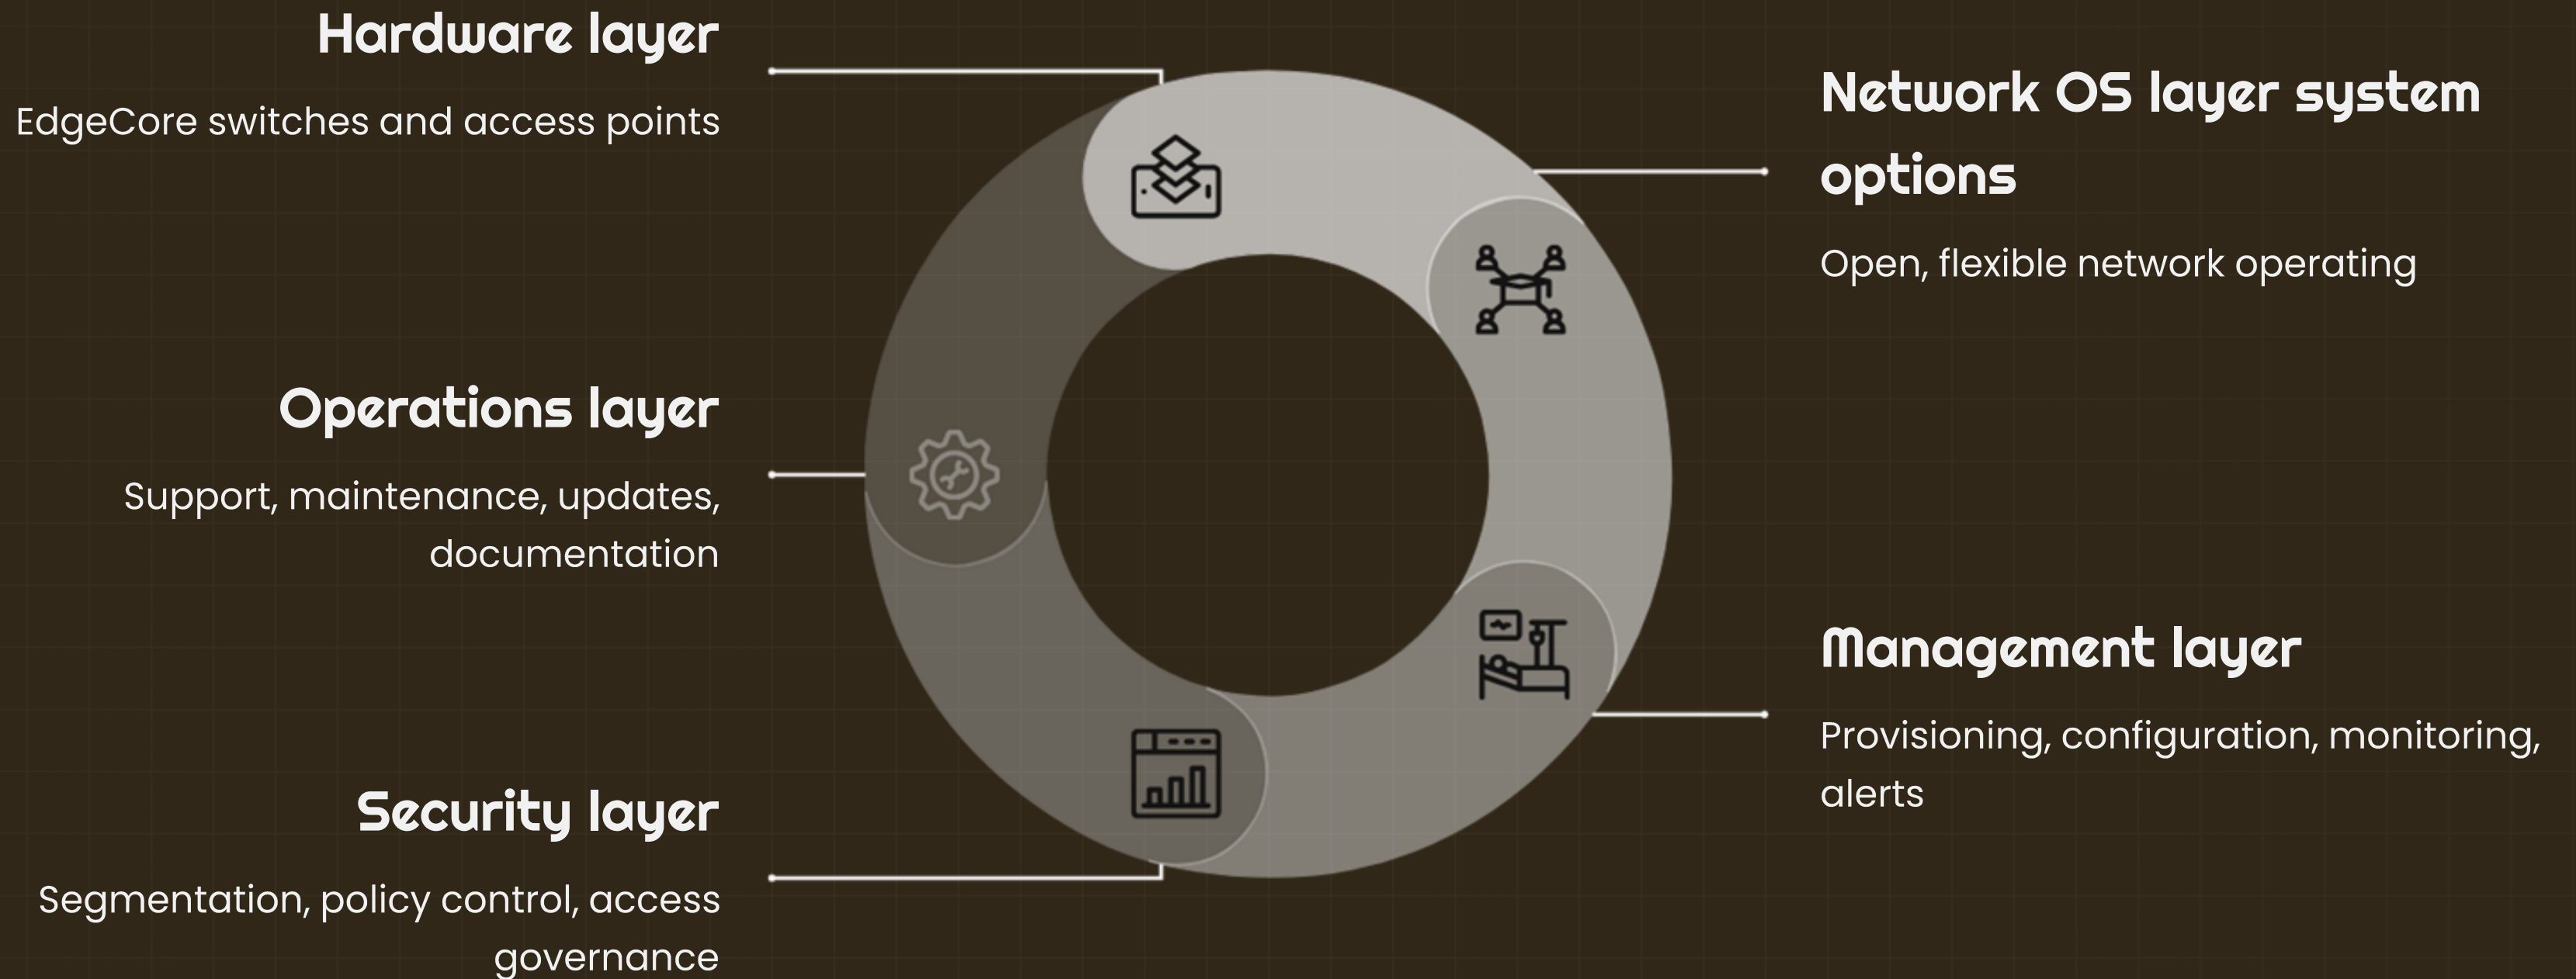 Hardware layer
EdgeCore switches and access points
Network OS layer system
options
Open, flexible network operating
Operations layer
Support, maintenance, updates,
documentation
Management layer
Provisioning, configuration, monitoring,
alerts
Security layer
Segmentation, policy control, access
governance